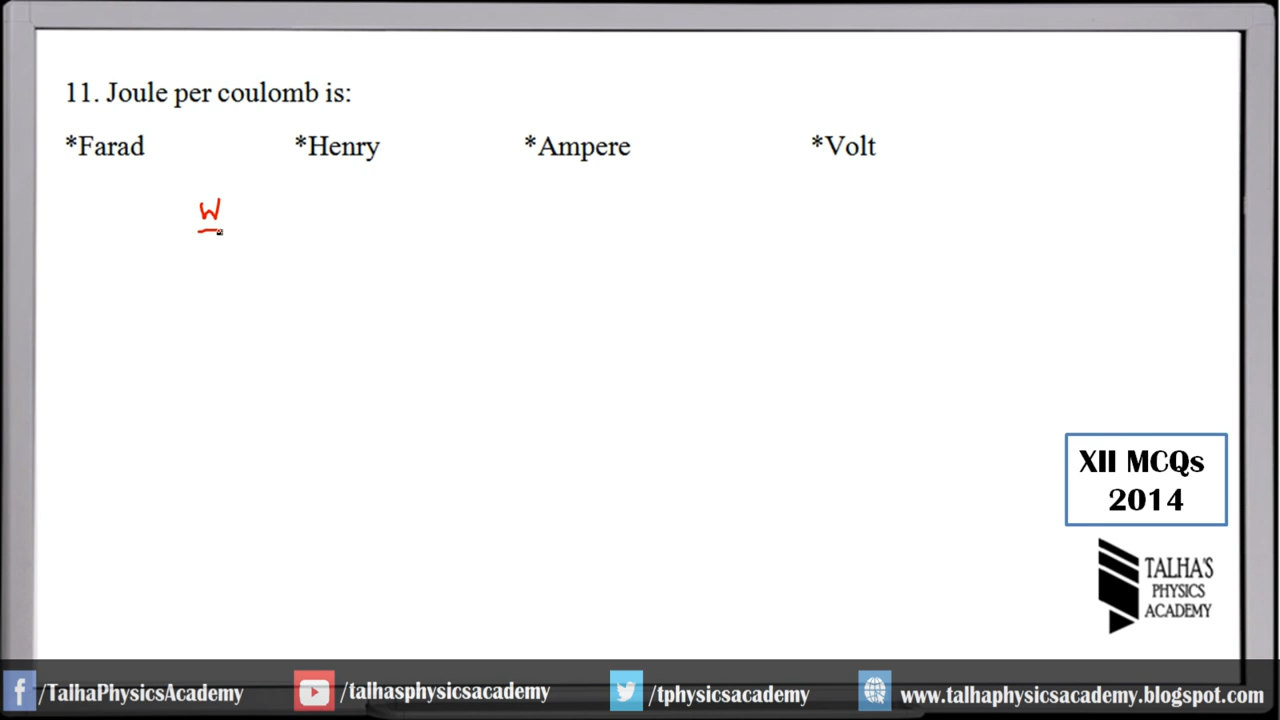 11. Joule per coulomb is:
*Farad *Henry *Ampere *Volt
W
XII MCQs
2014
TALHA'S
PHYSICS
ACADEMY
/TalhaPhysicsAcademy /talhasphysicsacademy /tphysicsacademy www.talhaphysicsacademy.blogspot.com